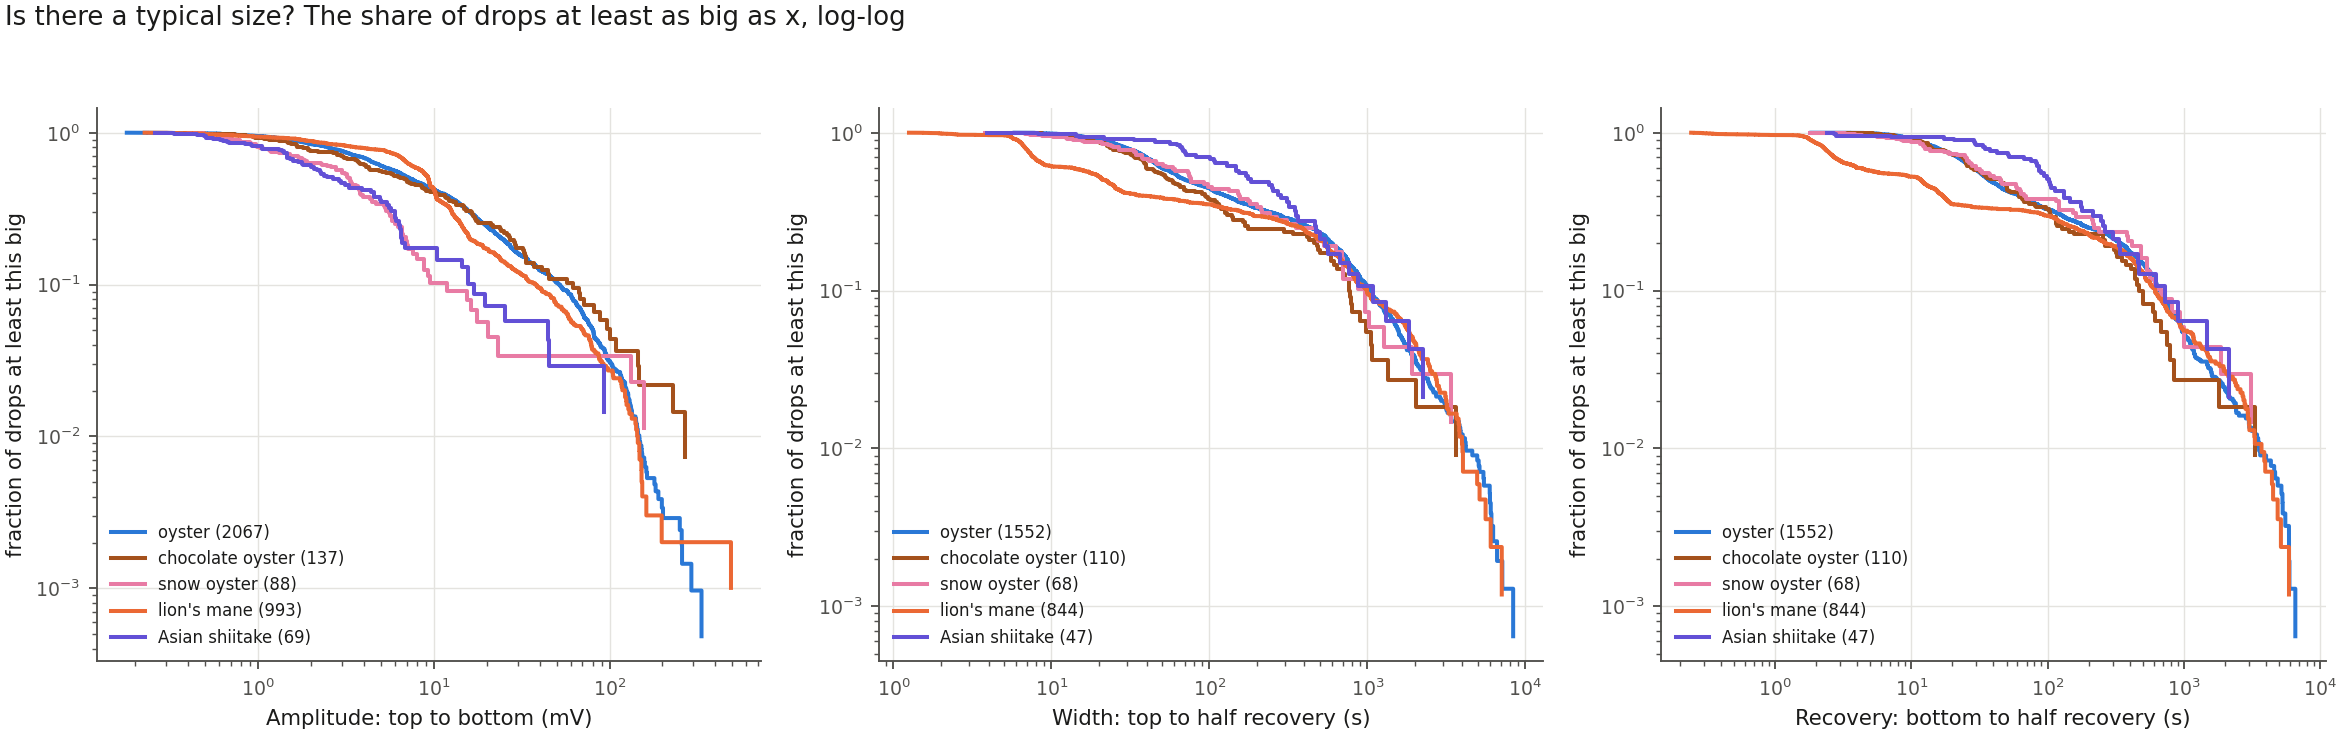 Is there a typical size? The share of drops at least as big as x, log-log
fraction of drops at least this big
10⁰
10⁻¹
10⁻²
10⁻³
oyster (2067)
chocolate oyster (137)
snow oyster (88)
lion's mane (993)
Asian shiitake (69)
10⁰ 10¹ 10²
Amplitude: top to bottom (mV)
fraction of drops at least this big
10⁰
10⁻¹
10⁻²
10⁻³
oyster (1552)
chocolate oyster (110)
snow oyster (68)
lion's mane (844)
Asian shiitake (47)
10⁰ 10¹ 10² 10³ 10⁴
Width: top to half recovery (s)
fraction of drops at least this big
10⁰
10⁻¹
10⁻²
10⁻³
oyster (1552)
chocolate oyster (110)
snow oyster (68)
lion's mane (844)
Asian shiitake (47)
10⁰ 10¹ 10² 10³ 10⁴
Recovery: bottom to half recovery (s)